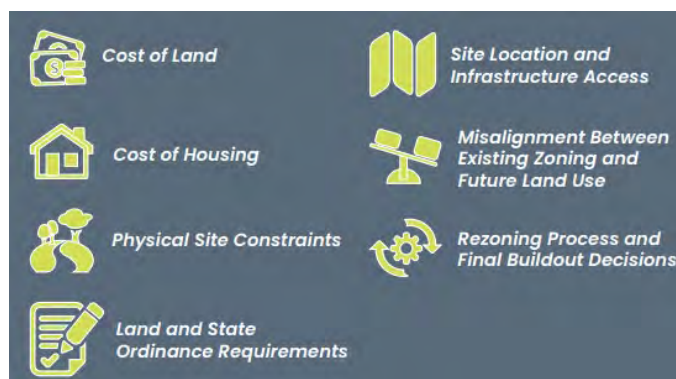 Cost of Land
Cost of Housing
Physical Site Constraints
Land and State
Ordinance Requirements
Site Location and
Infrastructure Access
Misalignment Between
Existing Zoning and
Future Land Use
Rezoning Process and
Final Buildout Decisions